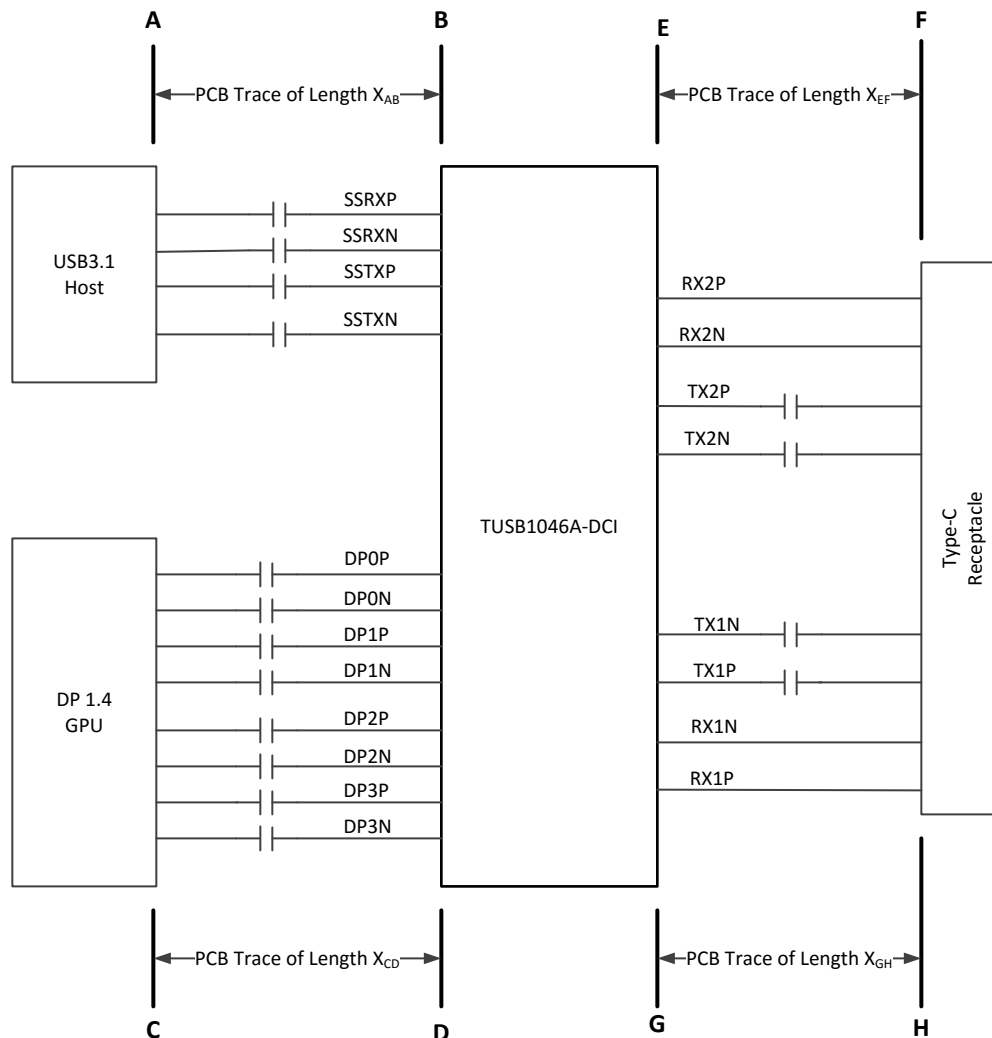 A
B
E
F
PCB Trace of Length XAB
PCB Trace of Length XEF
USB3.1
Host
SSRXP
SSRXN
SSTXP
SSTXN
RX2P
RX2N
TX2P
TX2N
TUSB1046A-DCI
Type-C
Receptacle
DP 1.4
GPU
DP0P
DP0N
DP1P
DP1N
DP2P
DP2N
DP3P
DP3N
TX1N
TX1P
RX1N
RX1P
PCB Trace of Length XCD
PCB Trace of Length XGH
C
D
G
H